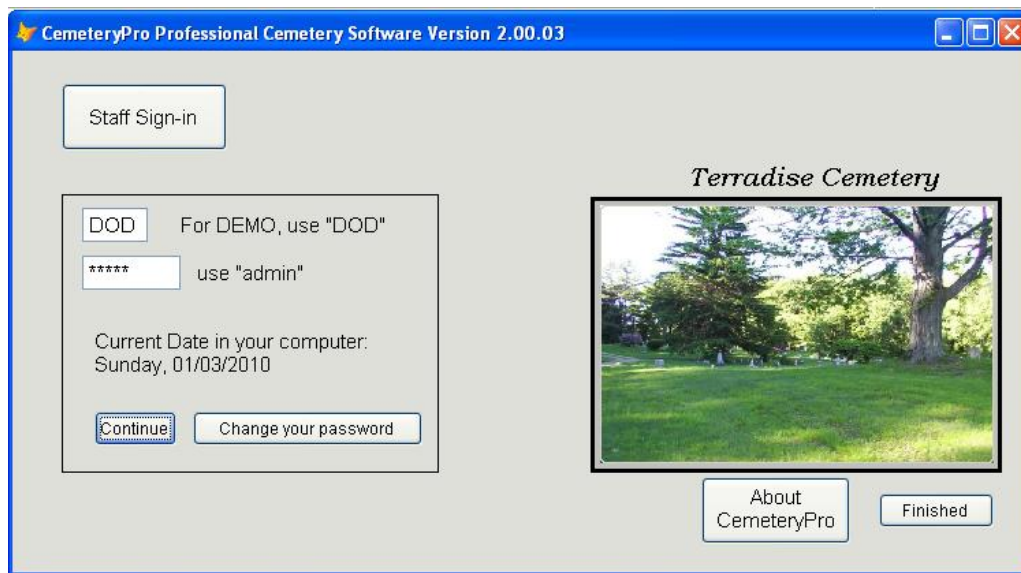 CemeteryPro Professional Cemetery Software Version 2.00.03
Staff Sign-in
Terradise Cemetery
DOD For DEMO, use "DOD"
***** use "admin"
Current Date in your computer:
Sunday, 01/03/2010
Continue Change your password
About
CemeteryPro
Finished